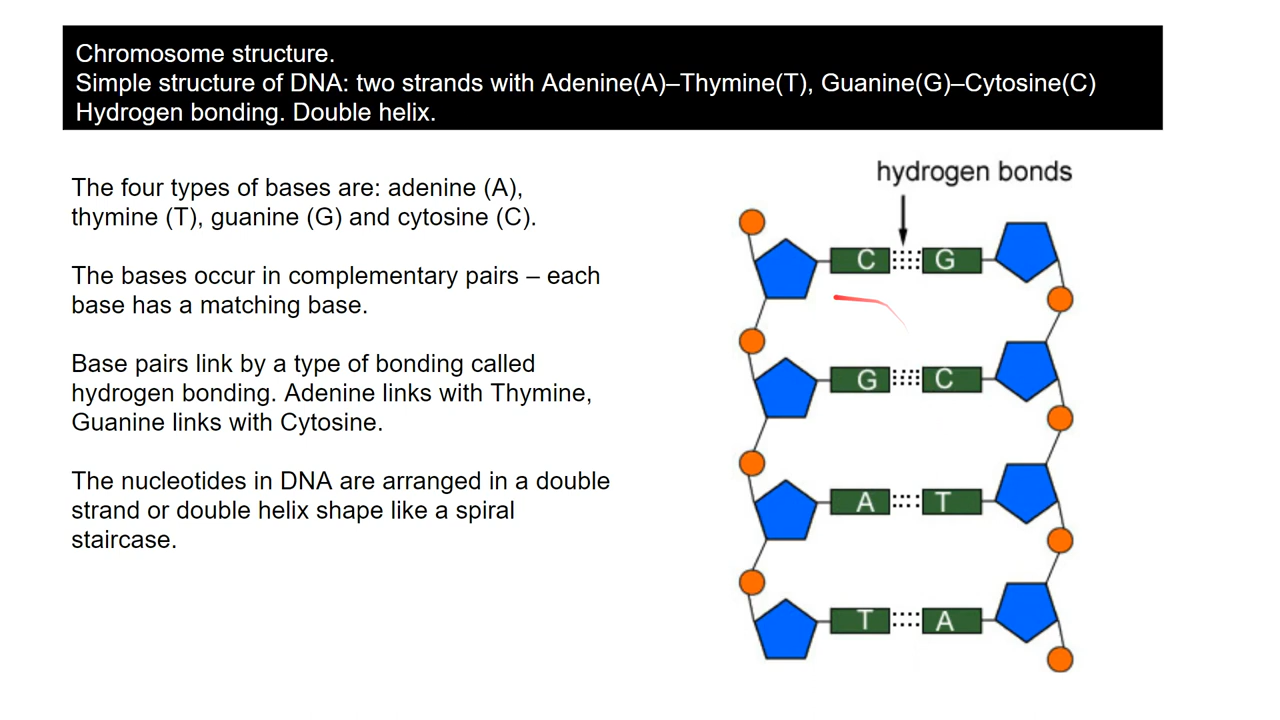 Chromosome structure.
Simple structure of DNA: two strands with Adenine(A)–Thymine(T), Guanine(G)–Cytosine(C)
Hydrogen bonding. Double helix.
The four types of bases are: adenine (A),
thymine (T), guanine (G) and cytosine (C).
The bases occur in complementary pairs – each
base has a matching base.
Base pairs link by a type of bonding called
hydrogen bonding. Adenine links with Thymine,
Guanine links with Cytosine.
The nucleotides in DNA are arranged in a double
strand or double helix shape like a spiral
staircase.
hydrogen bonds
C G
G C
A T
T A